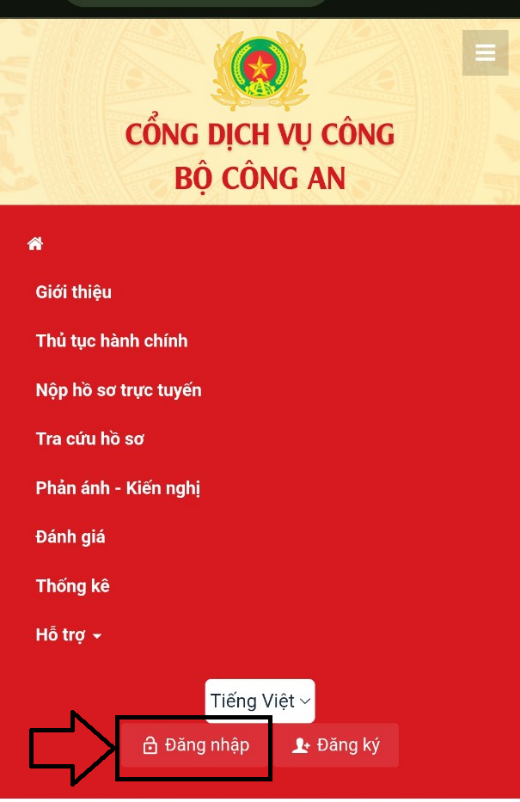 CỔNG DỊCH VỤ CÔNG
BỘ CÔNG AN
Giới thiệu
Thủ tục hành chính
Nộp hồ sơ trực tuyến
Tra cứu hồ sơ
Phản ánh - Kiến nghị
Đánh giá
Thống kê
Hỗ trợ
Tiếng Việt
Đăng nhập Đăng ký